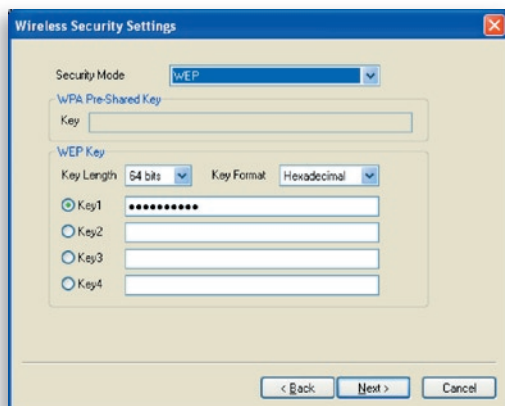 Wireless Security Settings
Security Mode WEP
WPA Pre-Shared Key
Key
WEP Key
Key Length 64 bits Key Format Hexadecimal
Key1 ••••••••••
Key2
Key3
Key4
< Back Next > Cancel